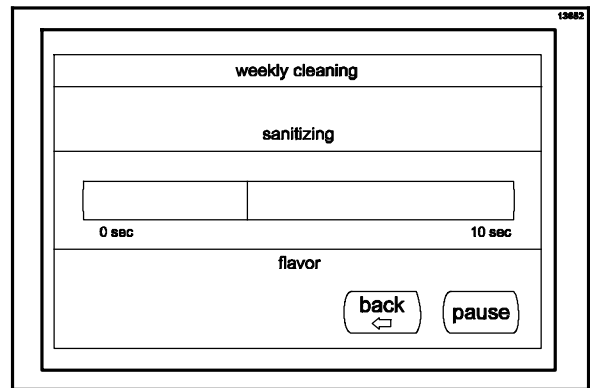 13652
weekly cleaning
sanitizing
0 sec 10 sec
flavor
back pause